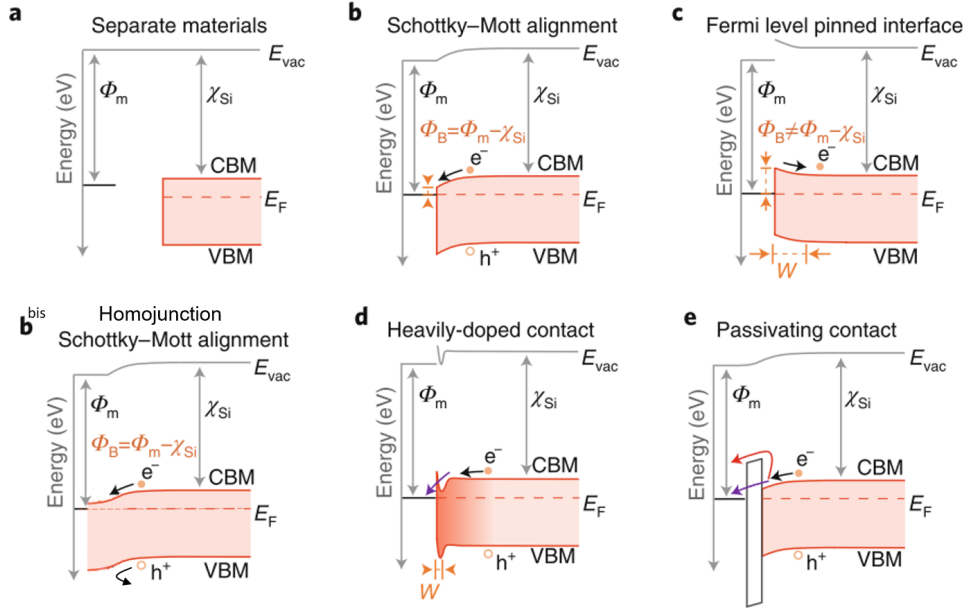 a
Separate materials
E_vac
Φ_m
χ_Si
Energy (eV)
CBM
E_F
VBM
b
Schottky–Mott alignment
E_vac
Φ_m
χ_Si
Energy (eV)
Φ_B=Φ_m–χ_Si
e⁻
CBM
E_F
h⁺
VBM
c
Fermi level pinned interface
E_vac
Φ_m
χ_Si
Energy (eV)
Φ_B≠Φ_m–χ_Si
e⁻
CBM
E_F
VBM
W
b^bis
Homojunction
Schottky–Mott alignment
E_vac
Φ_m
χ_Si
Energy (eV)
Φ_B=Φ_m–χ_Si
e⁻
CBM
E_F
h⁺
VBM
d
Heavily-doped contact
E_vac
Φ_m
χ_Si
Energy (eV)
e⁻
CBM
E_F
h⁺
VBM
W
e
Passivating contact
E_vac
Φ_m
χ_Si
Energy (eV)
e⁻
CBM
E_F
h⁺
VBM